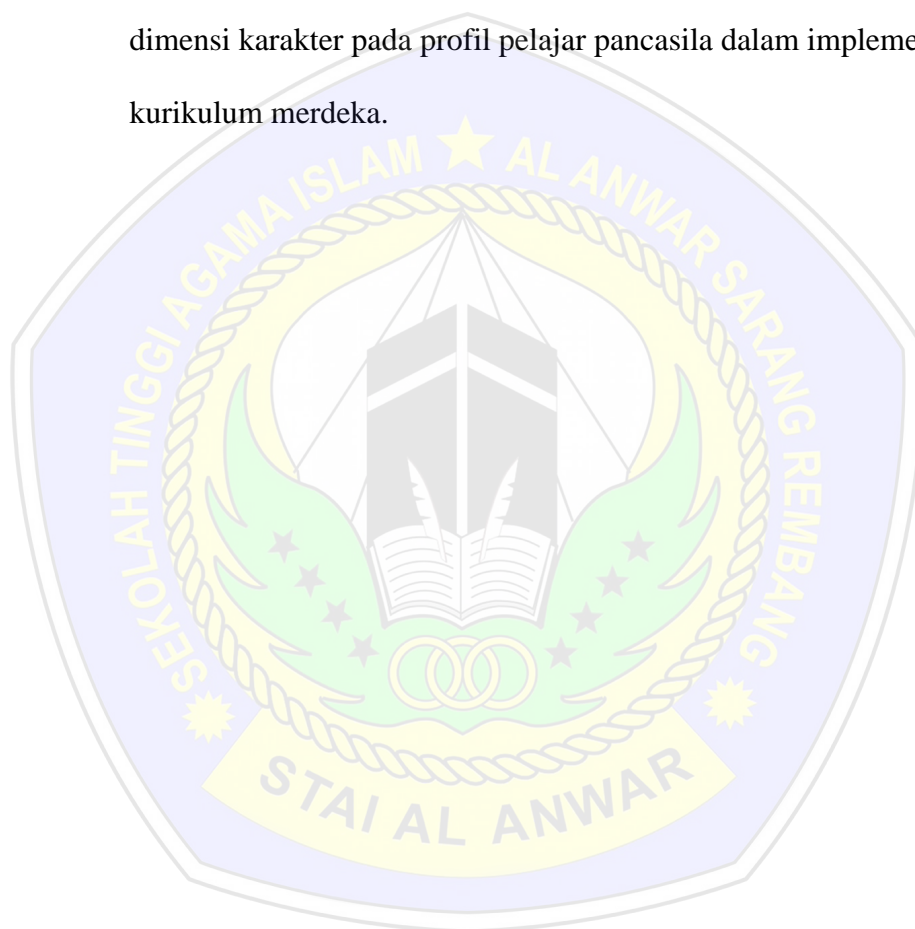 dimensi karakter pada profil pelajar pancasila dalam impleme
kurikulum merdeka.
SEKOLAH TINGGI AGAMA ISLAM ★ AL ANWAR SARANG REMBANG
STAI AL ANWAR